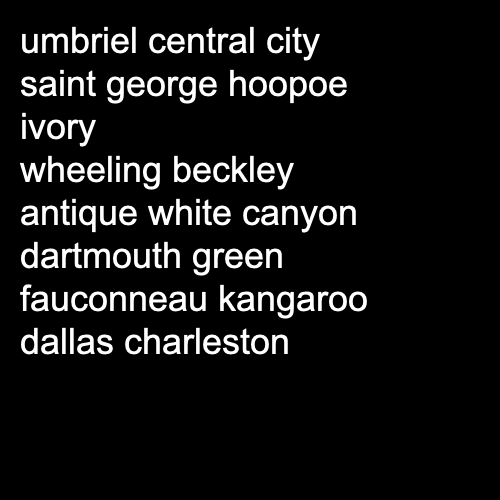 umbriel central city
saint george hoopoe
ivory
wheeling beckley
antique white canyon
dartmouth green
fauconneau kangaroo
dallas charleston